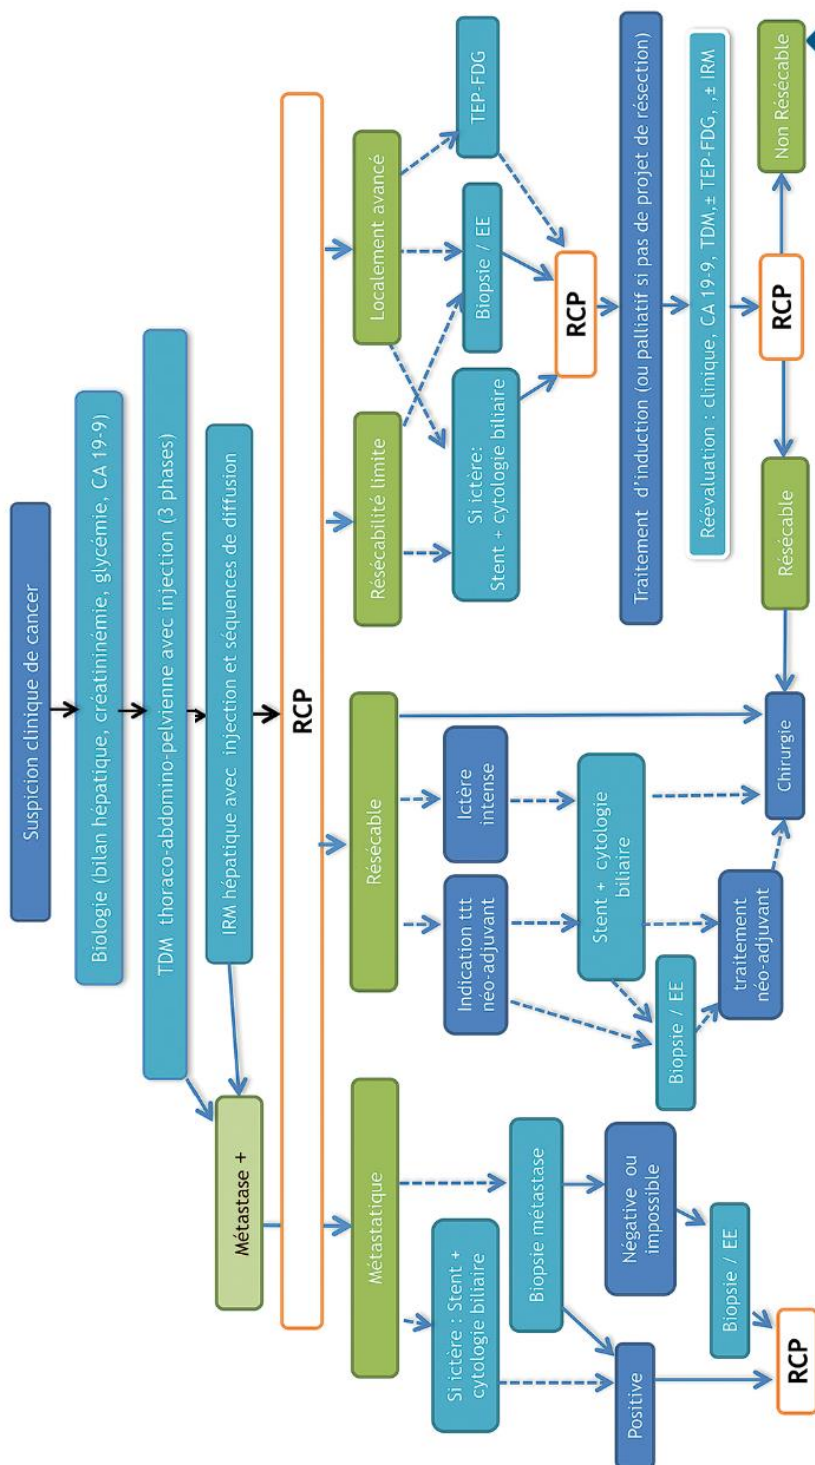 Suspicion clinique de cancer
Biologie (bilan hépatique, créatininémie, glycémie, CA 19-9)
TDM thoraco-abdomino-pelvienne avec injection (3 phases)
IRM hépatique avec injection et séquences de diffusion
Métastase +
RCP
Métastatique
Résécable
Résécabilité limite
Localement avancé
Si ictère : Stent +
cytologie biliaire
Biopsie métastase
Indication ttt
néo-adjuvant
Ictère
intense
Si ictère:
Stent + cytologie biliaire
Biopsie / EE
TEP-FDG
Positive
Négative ou
impossible
Stent + cytologie
biliaire
RCP
Biopsie / EE
Biopsie / EE
traitement
néo-adjuvant
Traitement d'induction (ou palliatif si pas de projet de résection)
Réévaluation : clinique, CA 19-9, TDM,± TEP-FDG, ,± IRM
RCP
Chirurgie
Résécable
RCP
Non Résécable